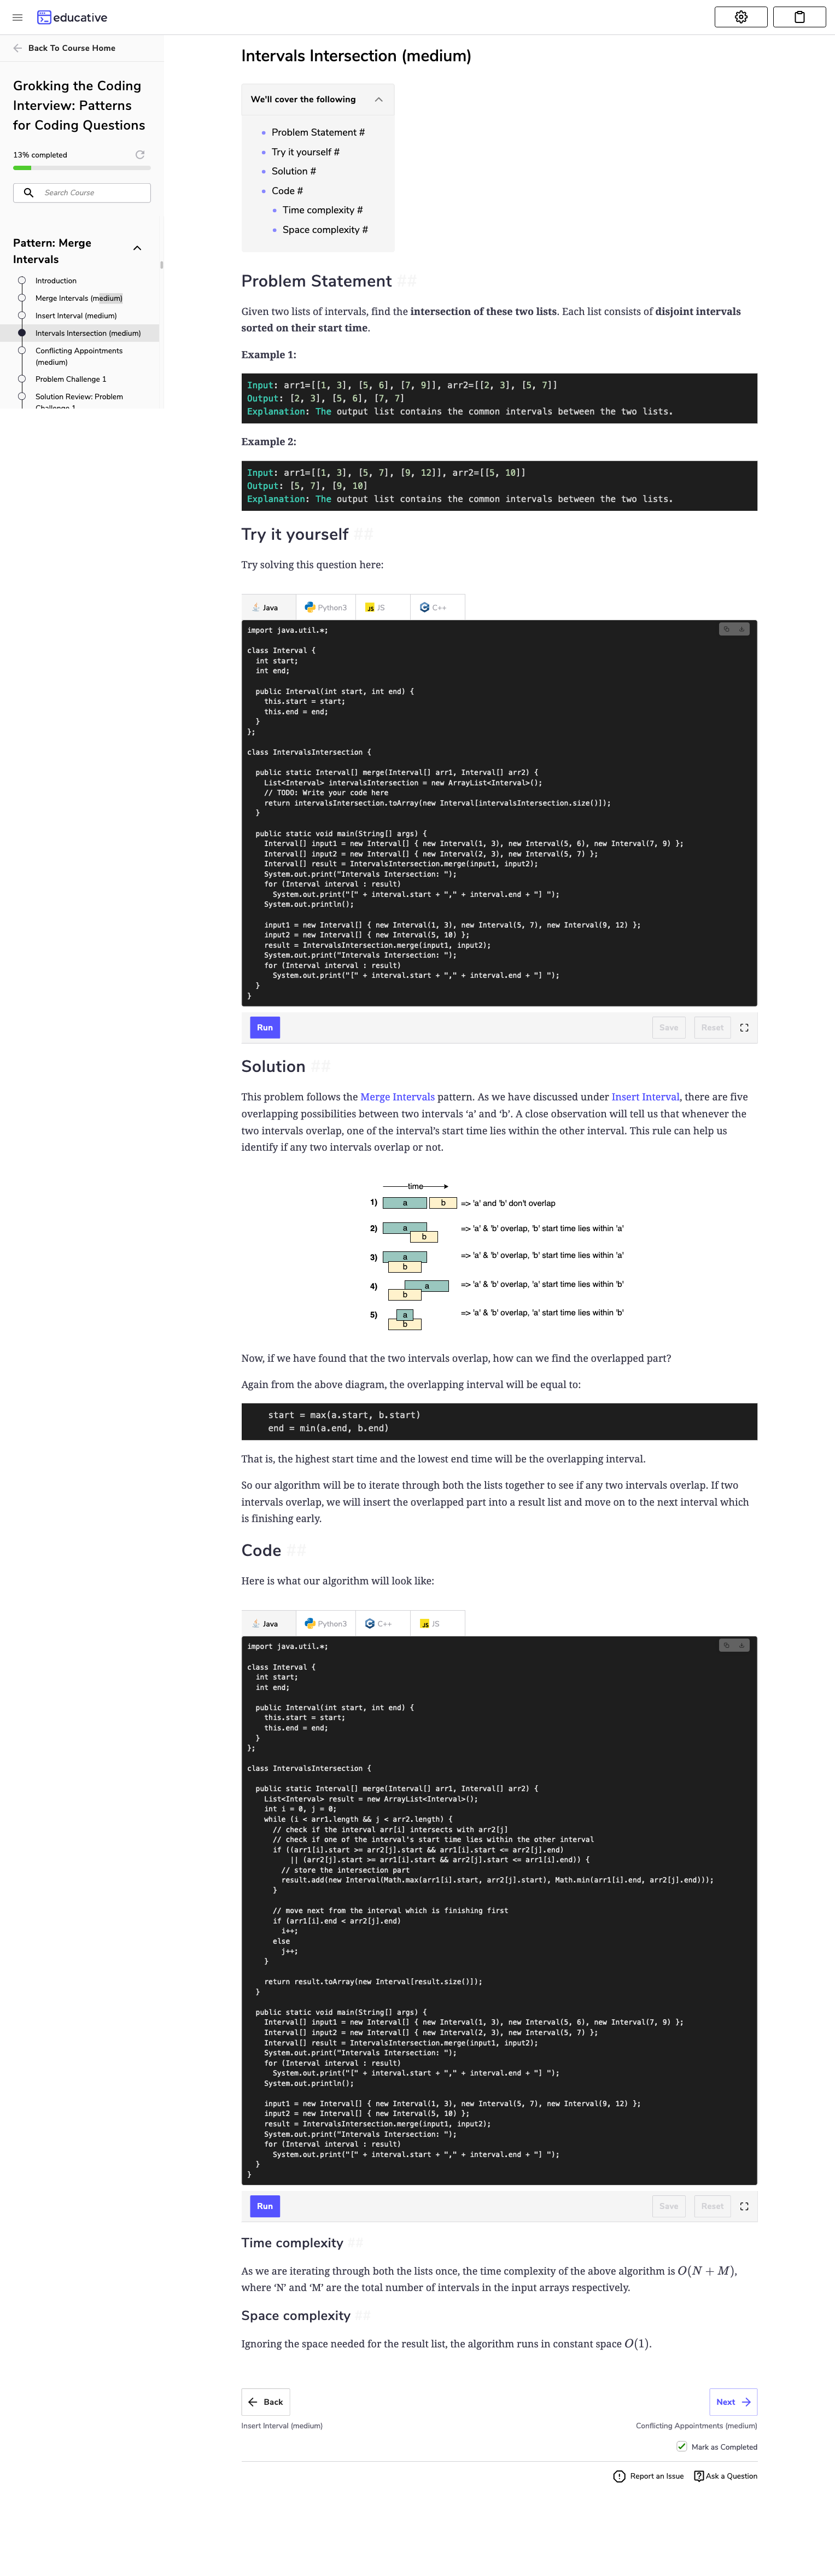 educative
Back To Course Home
Grokking the Coding
Interview: Patterns
for Coding Questions
13% completed
Search Course
Pattern: Merge
Intervals
Introduction
Merge Intervals (medium)
Insert Interval (medium)
Intervals Intersection (medium)
Conflicting Appointments
(medium)
Problem Challenge 1
Solution Review: Problem
Challenge 1
Intervals Intersection (medium)
We'll cover the following
Problem Statement #
Try it yourself #
Solution #
Code #
Time complexity #
Space complexity #
Problem Statement ##
Given two lists of intervals, find the intersection of these two lists. Each list consists of disjoint intervals
sorted on their start time.
Example 1:
Input: arr1=[[1, 3], [5, 6], [7, 9]], arr2=[[2, 3], [5, 7]]
Output: [2, 3], [5, 6], [7, 7]
Explanation: The output list contains the common intervals between the two lists.
Example 2:
Input: arr1=[[1, 3], [5, 7], [9, 12]], arr2=[[5, 10]]
Output: [5, 7], [9, 10]
Explanation: The output list contains the common intervals between the two lists.
Try it yourself ##
Try solving this question here:
Java Python3 JS C++
import java.util.*;
class Interval {
  int start;
  int end;
  public Interval(int start, int end) {
    this.start = start;
    this.end = end;
  }
};
class IntervalsIntersection {
  public static Interval[] merge(Interval[] arr1, Interval[] arr2) {
    List<Interval> intervalsIntersection = new ArrayList<Interval>();
    // TODO: Write your code here
    return intervalsIntersection.toArray(new Interval[intervalsIntersection.size()]);
  }
  public static void main(String[] args) {
    Interval[] input1 = new Interval[] { new Interval(1, 3), new Interval(5, 6), new Interval(7, 9) };
    Interval[] input2 = new Interval[] { new Interval(2, 3), new Interval(5, 7) };
    Interval[] result = IntervalsIntersection.merge(input1, input2);
    System.out.print("Intervals Intersection: ");
    for (Interval interval : result)
      System.out.print("[" + interval.start + "," + interval.end + "] ");
    System.out.println();
    input1 = new Interval[] { new Interval(1, 3), new Interval(5, 7), new Interval(9, 12) };
    input2 = new Interval[] { new Interval(5, 10) };
    result = IntervalsIntersection.merge(input1, input2);
    System.out.print("Intervals Intersection: ");
    for (Interval interval : result)
      System.out.print("[" + interval.start + "," + interval.end + "] ");
  }
}
Run Save Reset
Solution ##
This problem follows the Merge Intervals pattern. As we have discussed under Insert Interval, there are five
overlapping possibilities between two intervals ‘a’ and ‘b’. A close observation will tell us that whenever the
two intervals overlap, one of the interval’s start time lies within the other interval. This rule can help us
identify if any two intervals overlap or not.
time
1) a b => 'a' and 'b' don't overlap
2) a b => 'a' & 'b' overlap, 'b' start time lies within 'a'
3) a b => 'a' & 'b' overlap, 'b' start time lies within 'a'
4) a b => 'a' & 'b' overlap, 'a' start time lies within 'b'
5) a b => 'a' & 'b' overlap, 'a' start time lies within 'b'
Now, if we have found that the two intervals overlap, how can we find the overlapped part?
Again from the above diagram, the overlapping interval will be equal to:
start = max(a.start, b.start)
end = min(a.end, b.end)
That is, the highest start time and the lowest end time will be the overlapping interval.
So our algorithm will be to iterate through both the lists together to see if any two intervals overlap. If two
intervals overlap, we will insert the overlapped part into a result list and move on to the next interval which
is finishing early.
Code ##
Here is what our algorithm will look like:
Java Python3 C++ JS
import java.util.*;
class Interval {
  int start;
  int end;
  public Interval(int start, int end) {
    this.start = start;
    this.end = end;
  }
};
class IntervalsIntersection {
  public static Interval[] merge(Interval[] arr1, Interval[] arr2) {
    List<Interval> result = new ArrayList<Interval>();
    int i = 0, j = 0;
    while (i < arr1.length && j < arr2.length) {
      // check if the interval arr[i] intersects with arr2[j]
      // check if one of the interval's start time lies within the other interval
      if ((arr1[i].start >= arr2[j].start && arr1[i].start <= arr2[j].end)
          || (arr2[j].start >= arr1[i].start && arr2[j].start <= arr1[i].end)) {
        // store the intersection part
        result.add(new Interval(Math.max(arr1[i].start, arr2[j].start), Math.min(arr1[i].end, arr2[j].end)));
      }
      // move next from the interval which is finishing first
      if (arr1[i].end < arr2[j].end)
        i++;
      else
        j++;
    }
    return result.toArray(new Interval[result.size()]);
  }
  public static void main(String[] args) {
    Interval[] input1 = new Interval[] { new Interval(1, 3), new Interval(5, 6), new Interval(7, 9) };
    Interval[] input2 = new Interval[] { new Interval(2, 3), new Interval(5, 7) };
    Interval[] result = IntervalsIntersection.merge(input1, input2);
    System.out.print("Intervals Intersection: ");
    for (Interval interval : result)
      System.out.print("[" + interval.start + "," + interval.end + "] ");
    System.out.println();
    input1 = new Interval[] { new Interval(1, 3), new Interval(5, 7), new Interval(9, 12) };
    input2 = new Interval[] { new Interval(5, 10) };
    result = IntervalsIntersection.merge(input1, input2);
    System.out.print("Intervals Intersection: ");
    for (Interval interval : result)
      System.out.print("[" + interval.start + "," + interval.end + "] ");
  }
}
Run Save Reset
Time complexity ##
As we are iterating through both the lists once, the time complexity of the above algorithm is O(N + M),
where ‘N’ and ‘M’ are the total number of intervals in the input arrays respectively.
Space complexity ##
Ignoring the space needed for the result list, the algorithm runs in constant space O(1).
Back Next
Insert Interval (medium) Conflicting Appointments (medium)
Mark as Completed
Report an Issue Ask a Question